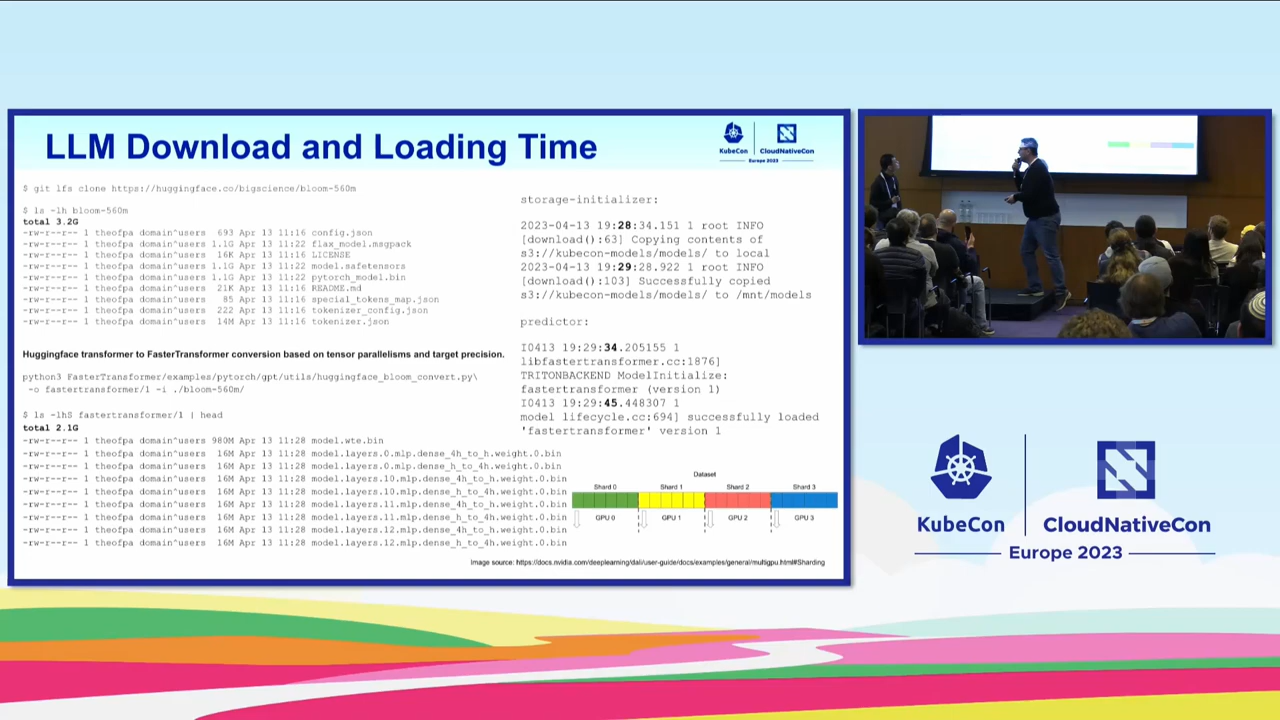 LLM Download and Loading Time
KubeCon
CloudNativeCon
Europe 2023
$ git lfs clone https://huggingface.co/bigscience/bloom-560m
$ ls -lh bloom-560m
total 3.2G
-rw-r--r-- 1 theofpa domain^users 693 Apr 13 11:16 config.json
-rw-r--r-- 1 theofpa domain^users 1.1G Apr 13 11:22 flax_model.msgpack
-rw-r--r-- 1 theofpa domain^users 16K Apr 13 11:16 LICENSE
-rw-r--r-- 1 theofpa domain^users 1.1G Apr 13 11:22 model.safetensors
-rw-r--r-- 1 theofpa domain^users 1.1G Apr 13 11:22 pytorch_model.bin
-rw-r--r-- 1 theofpa domain^users 21K Apr 13 11:16 README.md
-rw-r--r-- 1 theofpa domain^users 85 Apr 13 11:16 special_tokens_map.json
-rw-r--r-- 1 theofpa domain^users 222 Apr 13 11:16 tokenizer_config.json
-rw-r--r-- 1 theofpa domain^users 14M Apr 13 11:16 tokenizer.json
Huggingface transformer to FasterTransformer conversion based on tensor parallelisms and target precision.
python3 FasterTransformer/examples/pytorch/gpt/utils/huggingface_bloom_convert.py\
-o fastertransformer/1 -i ./bloom-560m/
$ ls -lh$ fastertransformer/1 | head
total 2.1G
-rw-r--r-- 1 theofpa domain^users 980M Apr 13 11:28 model.wte.bin
-rw-r--r-- 1 theofpa domain^users 16M Apr 13 11:28 model.layers.0.mlp.dense_4h_to_h.weight.0.bin
-rw-r--r-- 1 theofpa domain^users 16M Apr 13 11:28 model.layers.0.mlp.dense_h_to_4h.weight.0.bin
-rw-r--r-- 1 theofpa domain^users 16M Apr 13 11:28 model.layers.10.mlp.dense_4h_to_h.weight.0.bin
-rw-r--r-- 1 theofpa domain^users 16M Apr 13 11:28 model.layers.10.mlp.dense_h_to_4h.weight.0.bin
-rw-r--r-- 1 theofpa domain^users 16M Apr 13 11:28 model.layers.11.mlp.dense_4h_to_h.weight.0.bin
-rw-r--r-- 1 theofpa domain^users 16M Apr 13 11:28 model.layers.11.mlp.dense_h_to_4h.weight.0.bin
-rw-r--r-- 1 theofpa domain^users 16M Apr 13 11:28 model.layers.12.mlp.dense_4h_to_h.weight.0.bin
-rw-r--r-- 1 theofpa domain^users 16M Apr 13 11:28 model.layers.12.mlp.dense_h_to_4h.weight.0.bin
storage-initializer:
2023-04-13 19:28:34.151 1 root INFO
[download():63] Copying contents of
s3://kubecon-models/models/ to local
2023-04-13 19:29:28.922 1 root INFO
[download():103] Successfully copied
s3://kubecon-models/models/ to /mnt/models
predictor:
I0413 19:29:34.205155 1
libfastertransformer.cc:1876]
TRITONBACKEND ModelInitialize:
fastertransformer (version 1)
I0413 19:29:45.448307 1
model lifecycle.cc:694] successfully loaded
'fastertransformer' version 1
Dataset
Shard 0 Shard 1 Shard 2 Shard 3
GPU 0 GPU 1 GPU 2 GPU 3
Image source: https://docs.nvidia.com/deeplearning/dali/user-guide/docs/examples/general/multigpu.html#Sharding
KubeCon
CloudNativeCon
Europe 2023